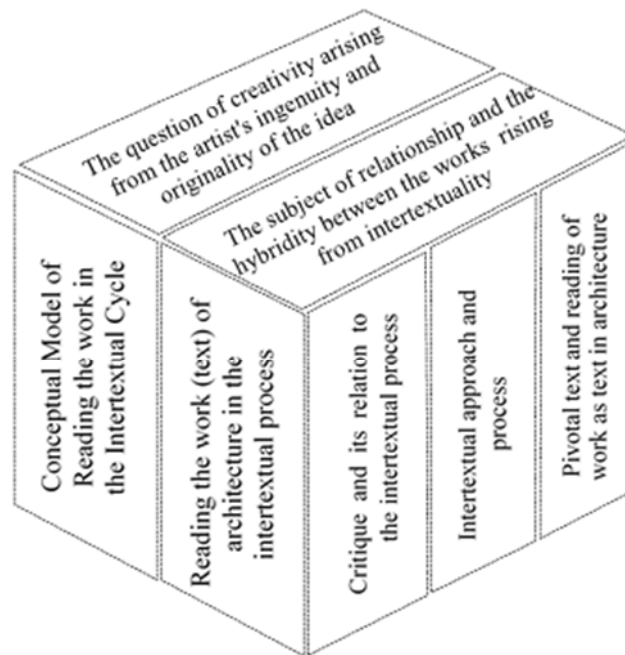 The question of creativity arising
from the artist's ingenuity and
originality of the idea
The subject of relationship and the
hybridity between the works rising
from intertextuality
Conceptual Model of
Reading the work in
the Intertextual Cycle
Reading the work (text) of
architecture in the
intertextual process
Critique and its relation to
the intertextual process
Intertextual approach and
process
Pivotal text and reading of
work as text in architecture